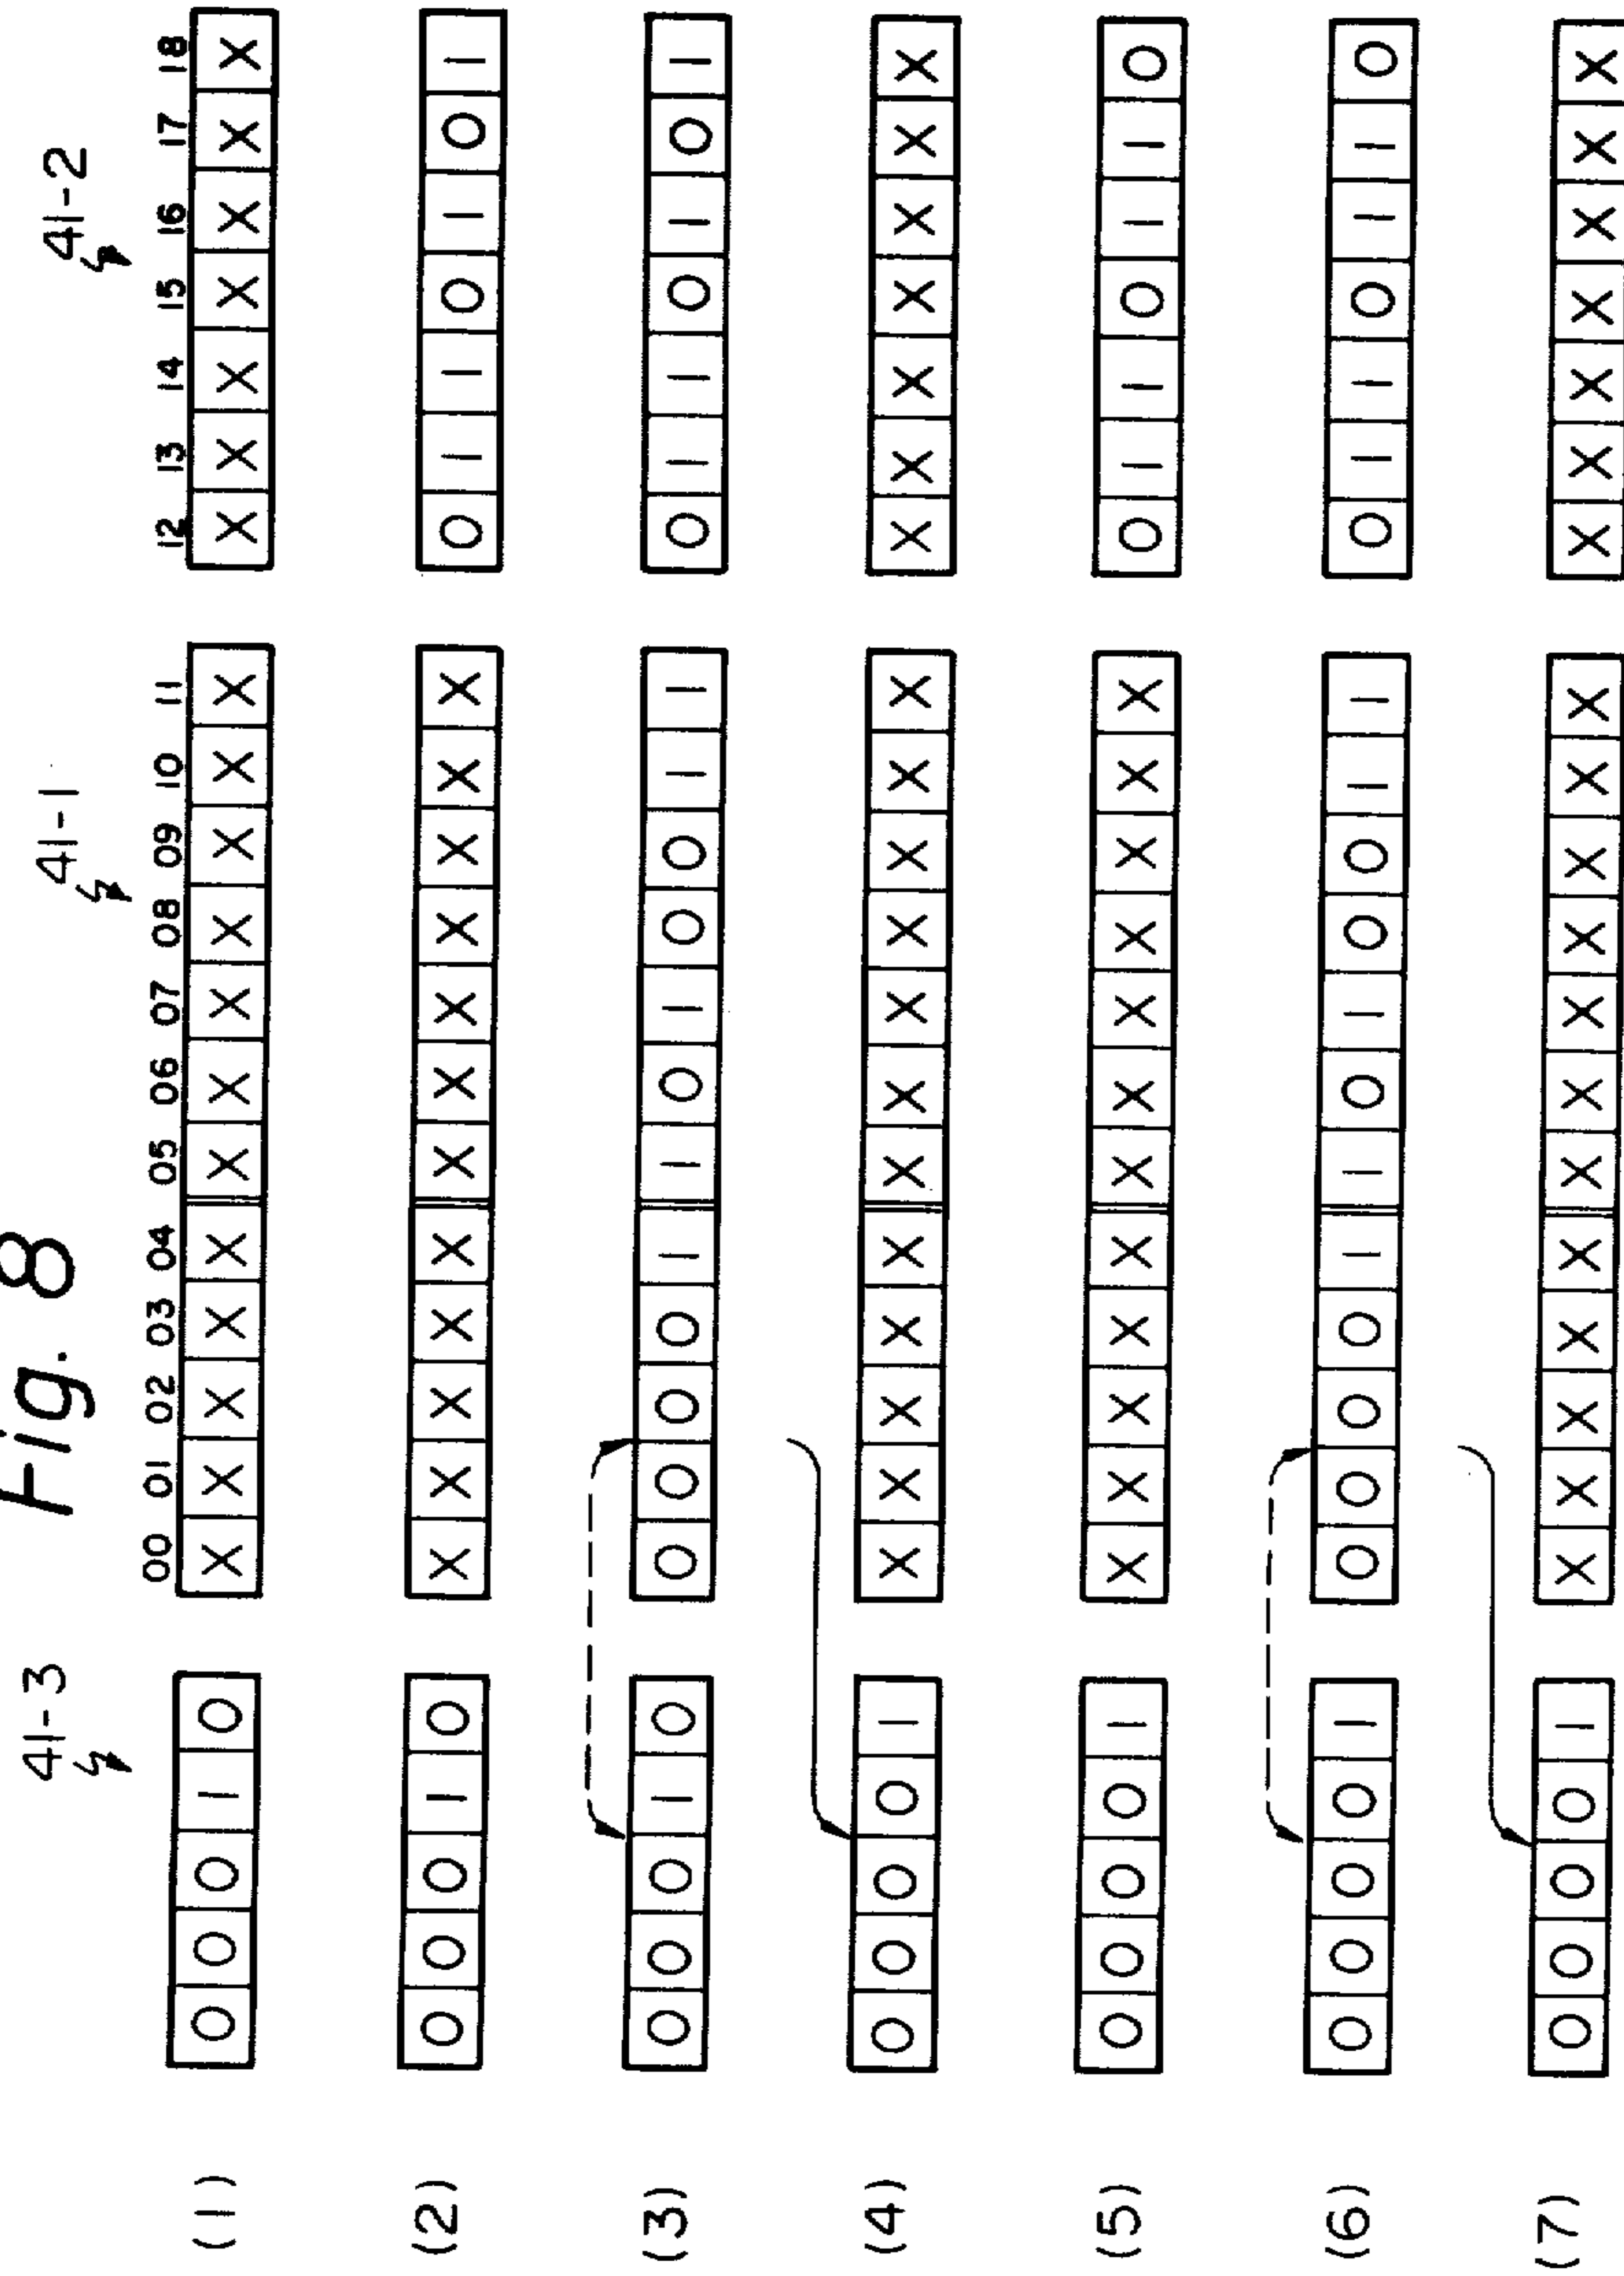 Fig. 8
41-3 41-1 41-2
00 01 02 03 04 05 06 07 08 09 10 11 12 13 14 15 16 17 18
(1) 0 0 0 1 0 X X X X X X X X X X X X X X X X X X X
(2) 0 0 0 1 0 X X X X X X X X X X X X 0 1 1 0 1 0 1
(3) 0 0 0 1 0 0 0 0 0 1 1 0 1 0 0 1 1 0 1 1 0 1 0 1
(4) 0 0 0 0 1 X X X X X X X X X X X X X X X X X X X
(5) 0 0 0 0 1 X X X X X X X X X X X X 0 1 1 0 1 1 0
(6) 0 0 0 0 1 0 0 0 0 1 1 0 1 0 0 1 1 0 1 1 0 1 1 0
(7) 0 0 0 0 1 X X X X X X X X X X X X X X X X X X X